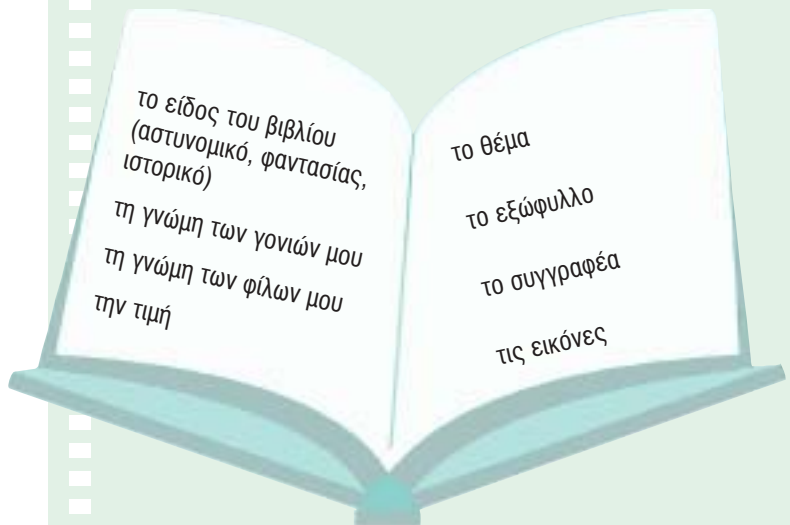 το είδος του βιβλίου
(αστυνομικό, φαντασίας,
ιστορικό)
τη γνώμη των γονιών μου
τη γνώμη των φίλων μου
την τιμή
το θέμα
το εξώφυλλο
το συγγραφέα
τις εικόνες